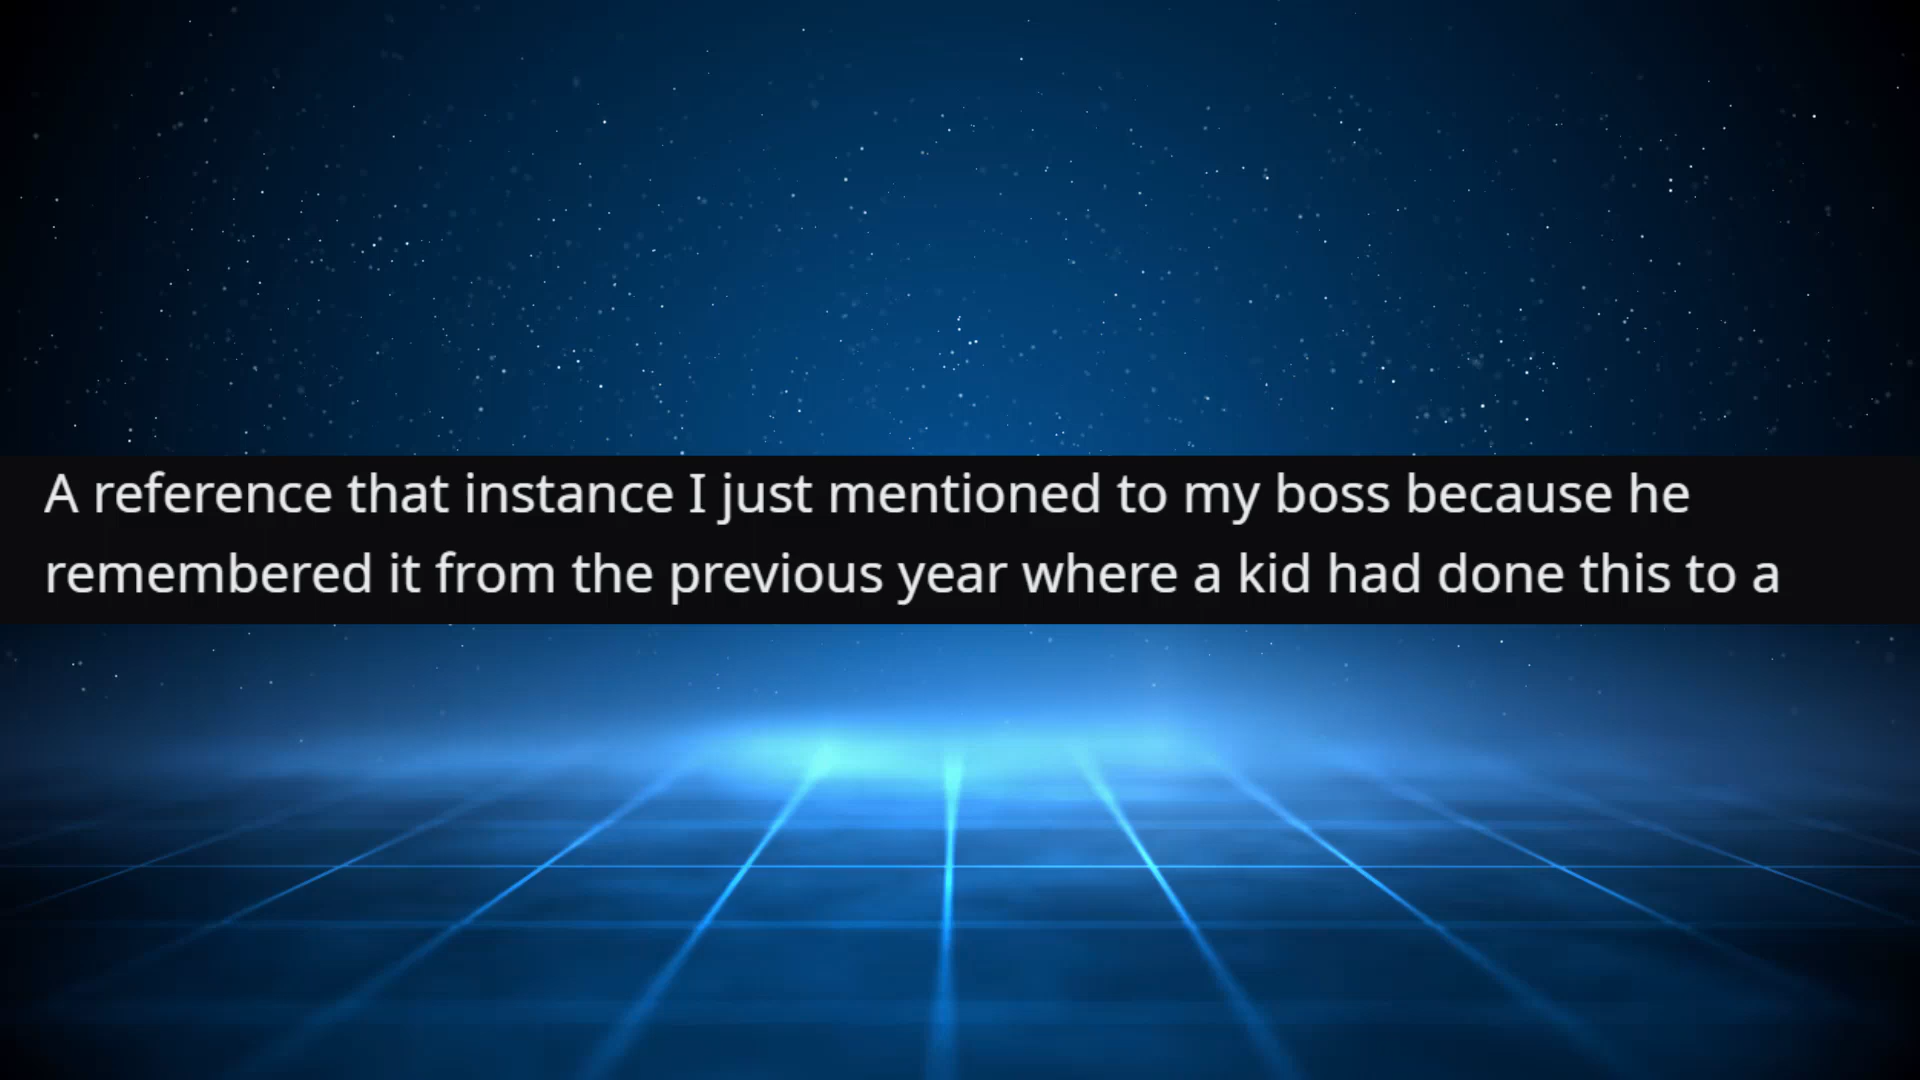 A reference that instance I just mentioned to my boss because he
remembered it from the previous year where a kid had done this to a